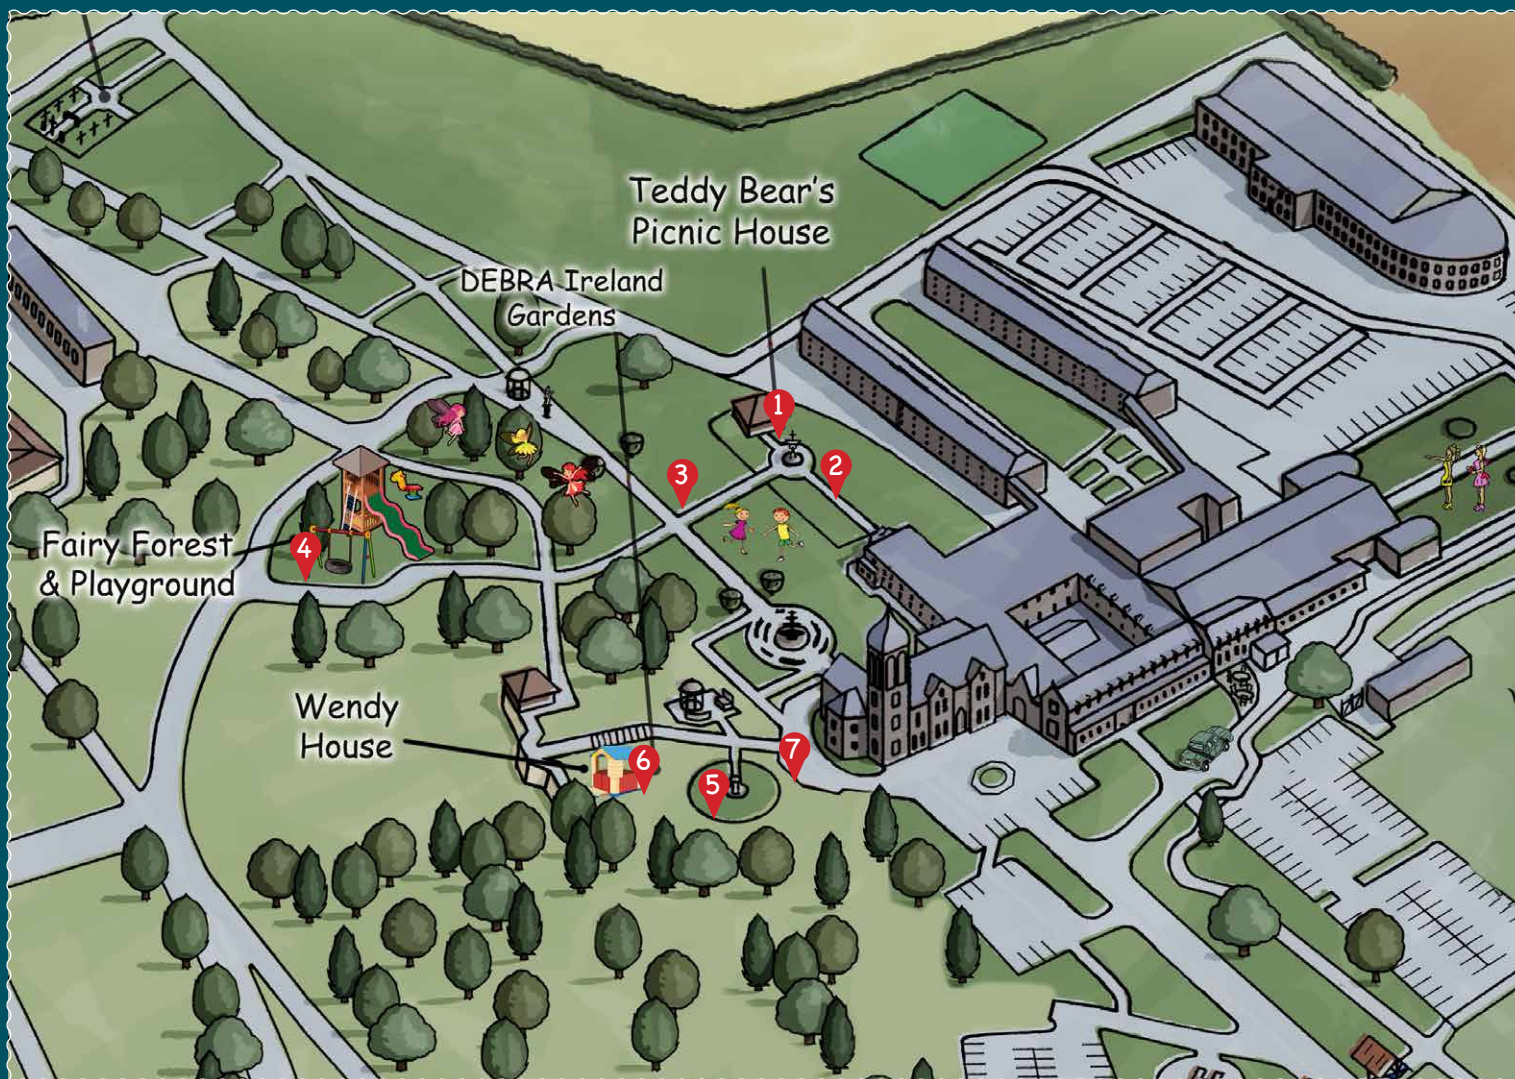 Teddy Bear's
Picnic House
DEBRA Ireland
Gardens
1
2
3
Fairy Forest
& Playground
4
Wendy
House
6
5
7